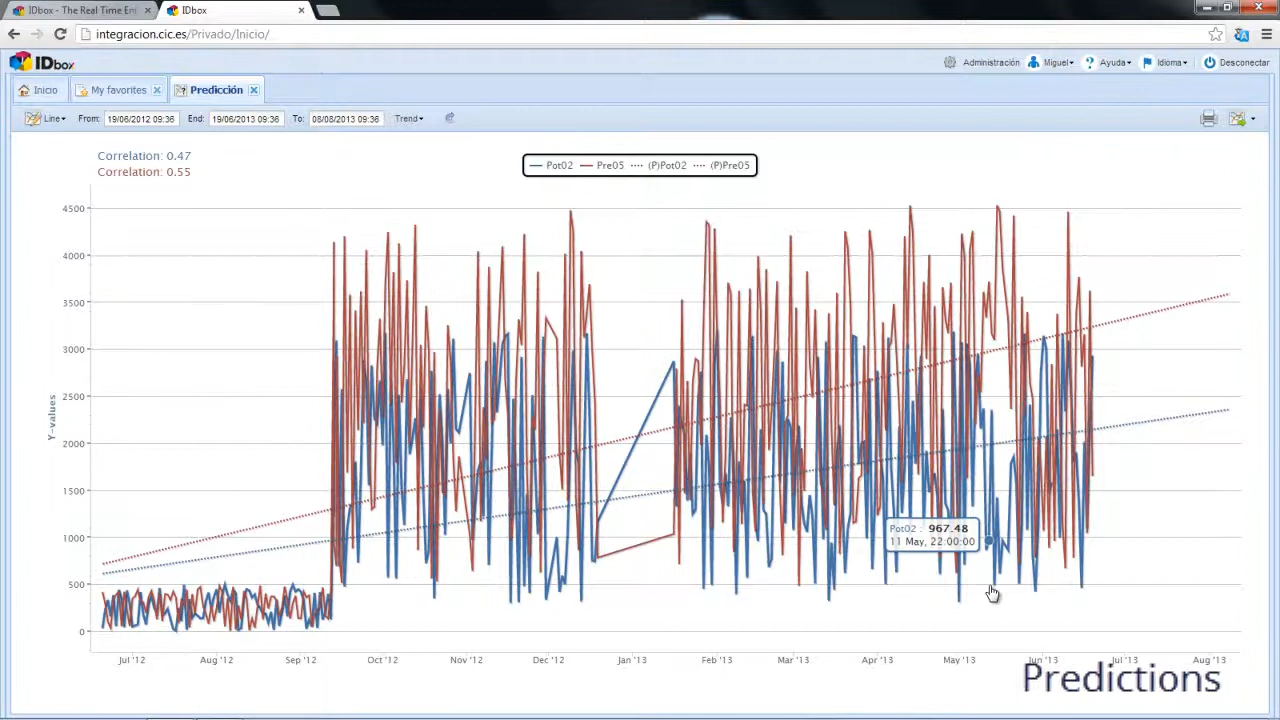 IDbox - The Real Time En
IDbox
integracion.cic.es/Privado/Inicio/
IDbox
Administración Miguel Ayuda Idioma Desconectar
Inicio My favorites Predicción
Line From: 19/06/2012 09:36 End: 19/06/2013 09:36 To: 08/08/2013 09:36 Trend
Correlation: 0.47
Correlation: 0.55
Pot02 Pre05 (P)Pot02 (P)Pre05
4500
4000
3500
3000
2500
2000
1500
1000
500
0
Y-values
Pot02 : 967.48
11 May, 22:00:00
Jul '12 Aug '12 Sep '12 Oct '12 Nov '12 Dec '12 Jan '13 Feb '13 Mar '13 Apr '13 May '13 Jun '13 Jul '13 Aug '13
Predictions